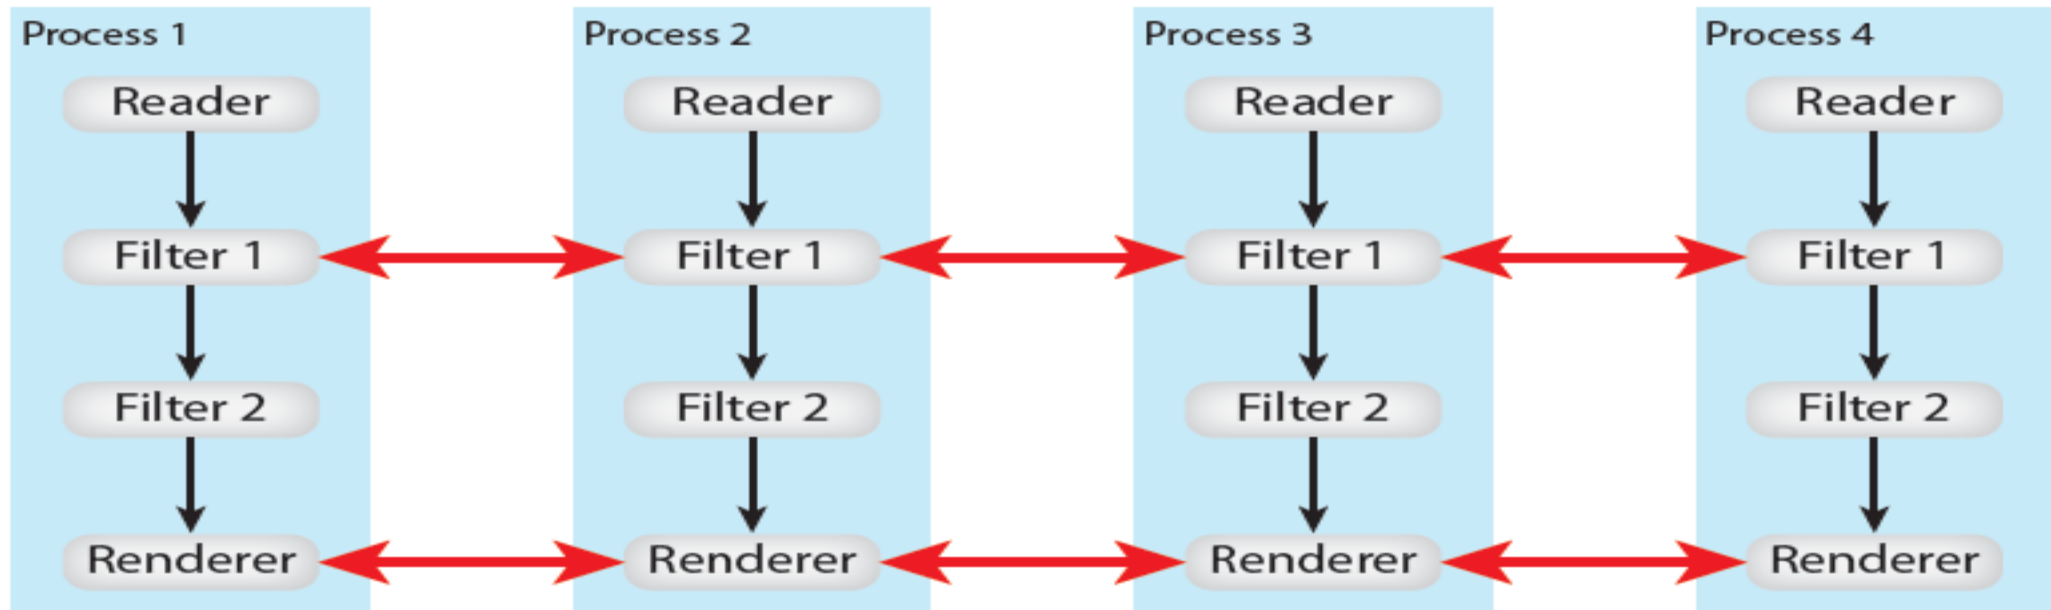 Process 1
Reader
Filter 1
Filter 2
Renderer
Process 2
Reader
Filter 1
Filter 2
Renderer
Process 3
Reader
Filter 1
Filter 2
Renderer
Process 4
Reader
Filter 1
Filter 2
Renderer